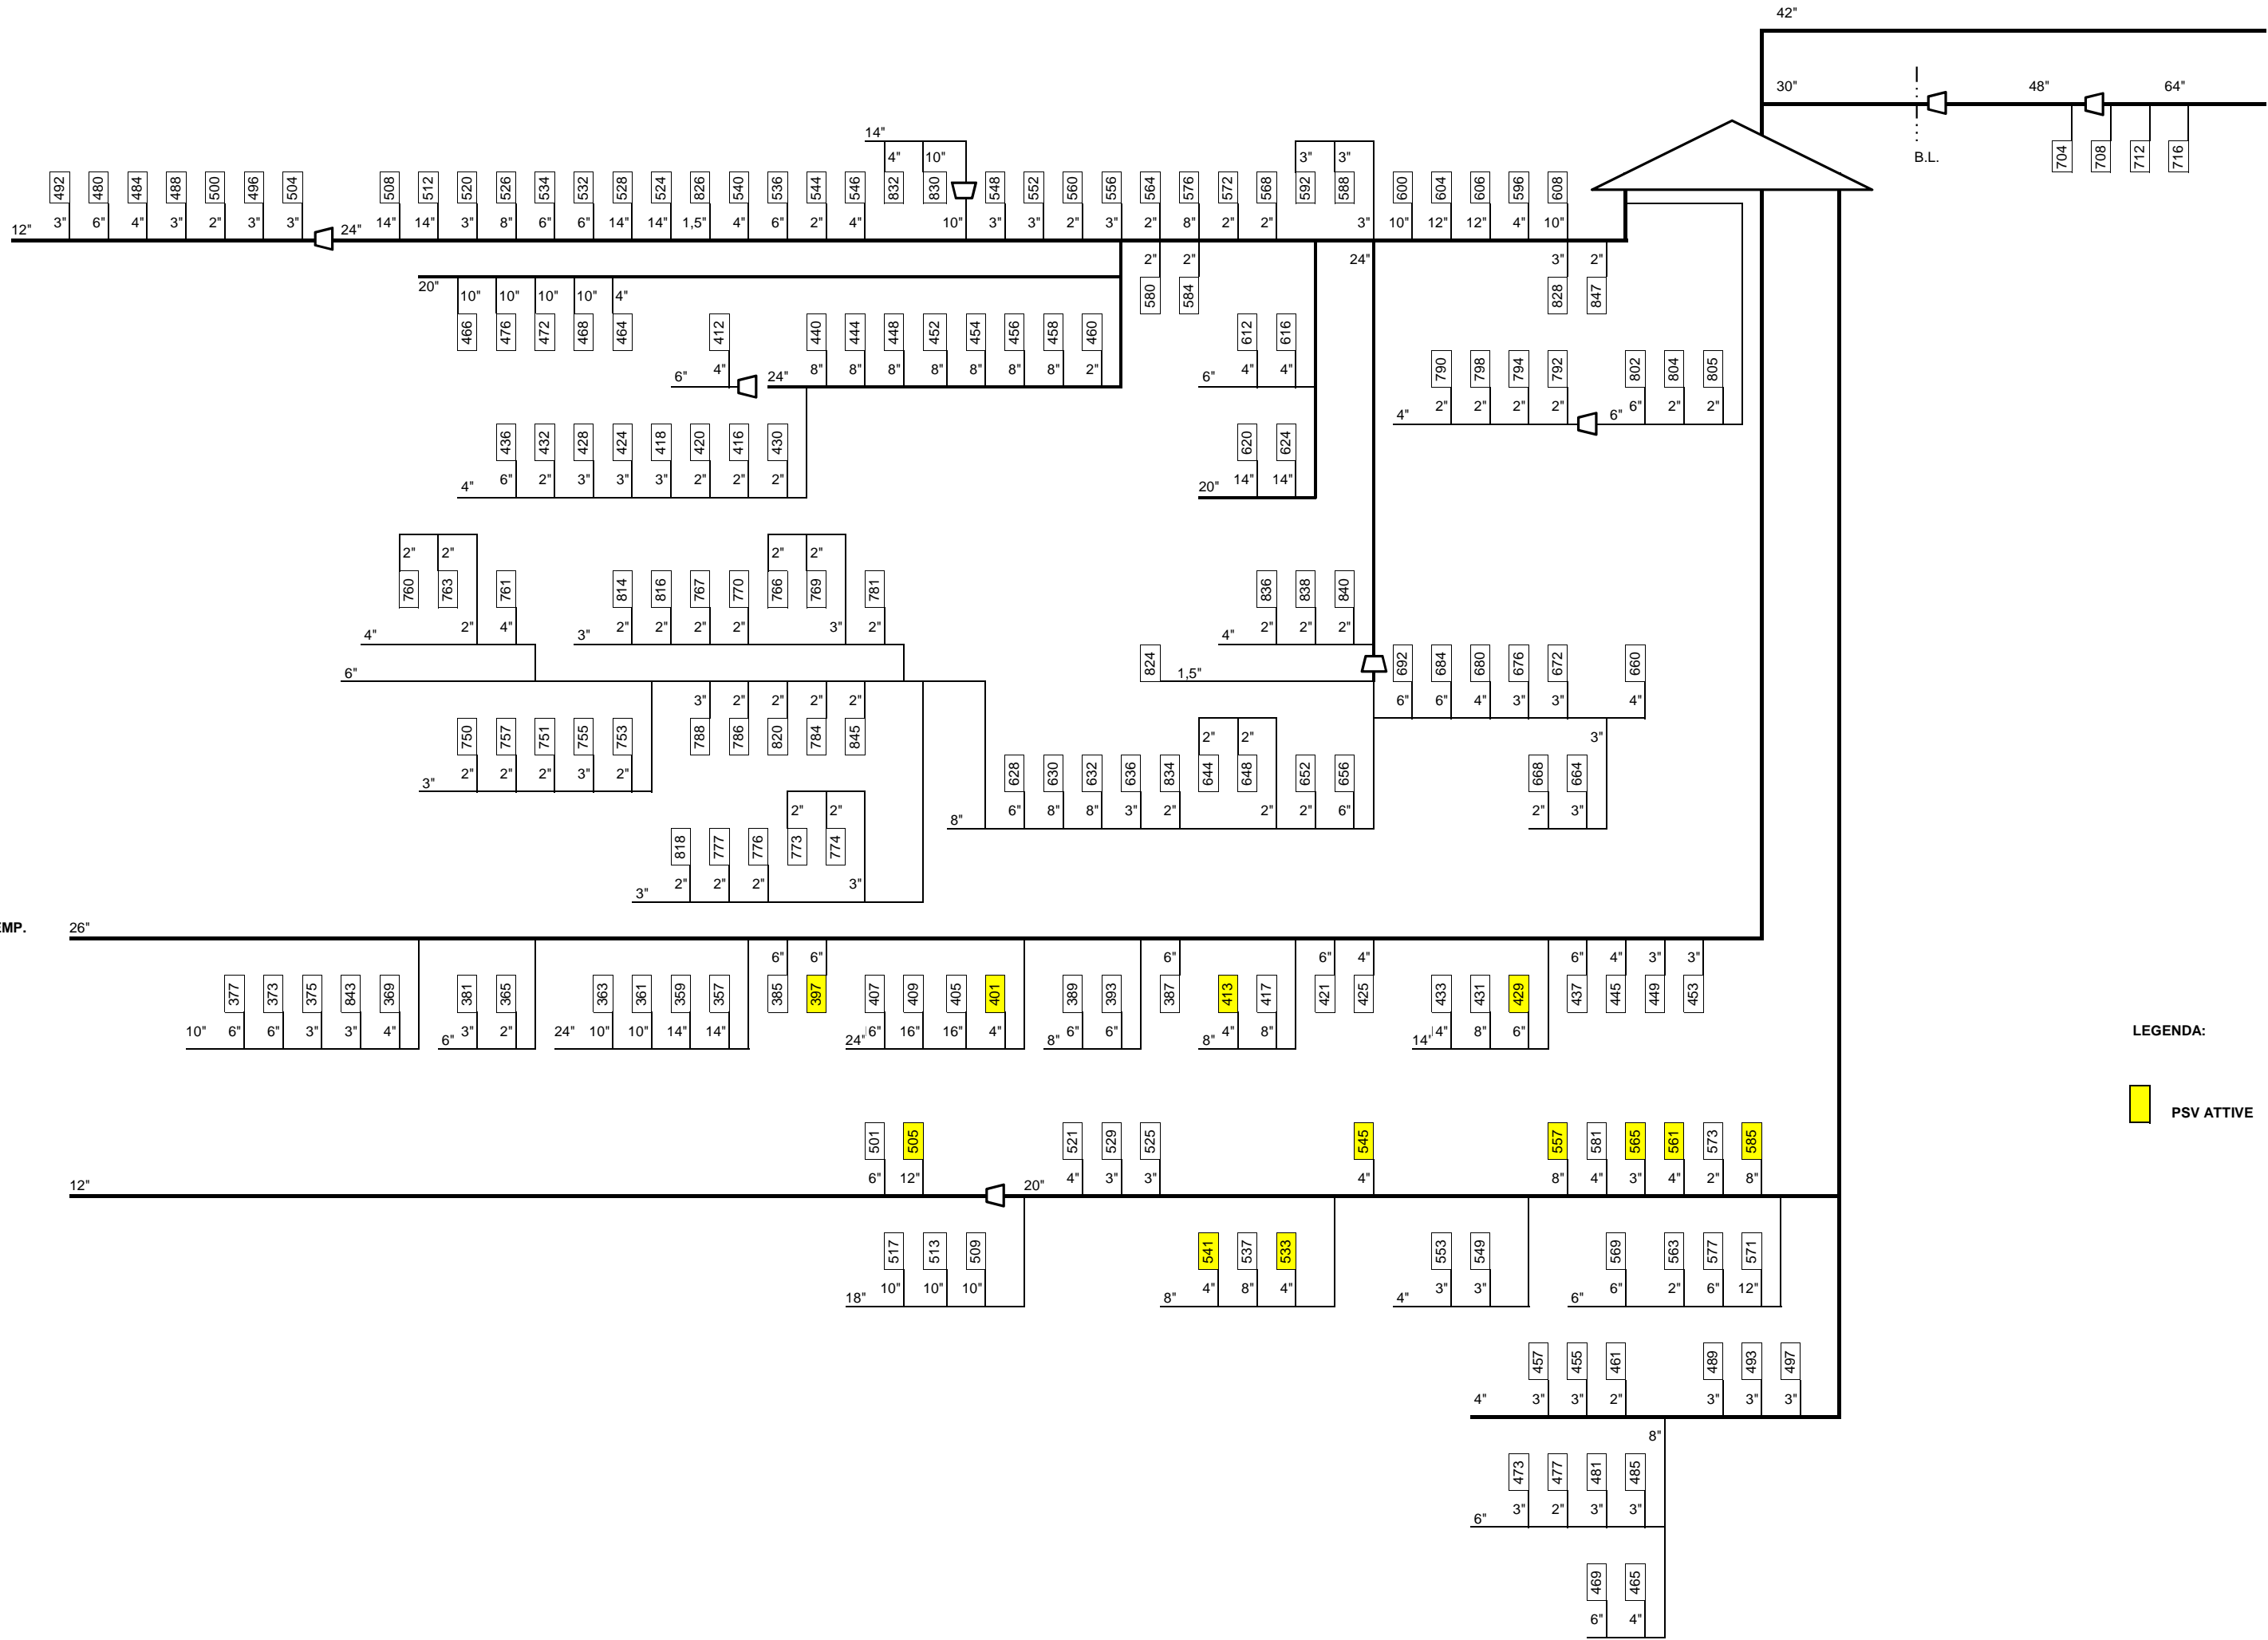 42"
30" 48" 64"
B.L.
704 708 712 716
14"
4" 10"
3" 3"
492 480 484 488 500 496 504 508 512 520 526 534 532 528 524 826 540 536 544 546 832 830 548 552 560 556 564 576 572 568 592 588 600 604 606 596 608
12" 3" 6" 4" 3" 2" 3" 3" 24" 14" 14" 3" 8" 6" 6" 14" 14" 1,5" 4" 6" 2" 4" 10" 3" 3" 2" 3" 2" 8" 2" 2" 3" 10" 12" 12" 4" 10"
2" 2" 24" 3" 2"
580 584 828 847
20" 10" 10" 10" 10" 4"
466 476 472 468 464
412 440 444 448 452 454 456 458 460 612 616
6" 4" 24" 8" 8" 8" 8" 8" 8" 8" 2" 6" 4" 4"
790 798 794 792 802 804 805
4" 2" 2" 2" 2" 6" 6" 2" 2"
436 432 428 424 418 420 416 430 620 624
4" 6" 2" 3" 3" 3" 2" 2" 2" 20" 14" 14"
2" 2" 2" 2"
760 763 761 814 816 767 770 766 769 781 836 838 840
4" 2" 4" 3" 2" 2" 2" 2" 3" 2" 4" 2" 2" 2"
6" 824 1,5" 692 684 680 676 672 660
6" 6" 4" 3" 3" 4"
3" 2" 2" 2" 2"
788 786 820 784 845
750 757 751 755 753
3" 2" 2" 2" 3" 2"
2" 2" 3"
628 630 632 636 834 644 648 652 656 668 664
8" 6" 8" 8" 3" 2" 2" 2" 6" 2" 3"
2" 2"
818 777 776 773 774
3" 2" 2" 2" 3"
EMP. 26"
6" 6" 6" 6" 4" 6" 4" 3" 3"
377 373 375 843 369 381 365 363 361 359 357 385 397 407 409 405 401 389 393 387 413 417 421 425 433 431 429 437 445 449 453
10" 6" 6" 3" 3" 4" 6" 3" 2" 24" 10" 10" 14" 14" 24" 6" 16" 16" 4" 8" 6" 6" 8" 4" 8" 14" 4" 8" 6"
LEGENDA:
PSV ATTIVE
501 505 521 529 525 545 557 581 565 561 573 585
12" 6" 12" 20" 4" 3" 3" 4" 8" 4" 3" 4" 2" 8"
517 513 509 541 537 533 553 549 569 563 577 571
18" 10" 10" 10" 8" 4" 8" 4" 4" 3" 3" 6" 6" 2" 6" 12"
457 455 461 489 493 497
4" 3" 3" 2" 3" 3" 3"
8"
473 477 481 485
6" 3" 2" 3" 3"
469 465
6" 4"